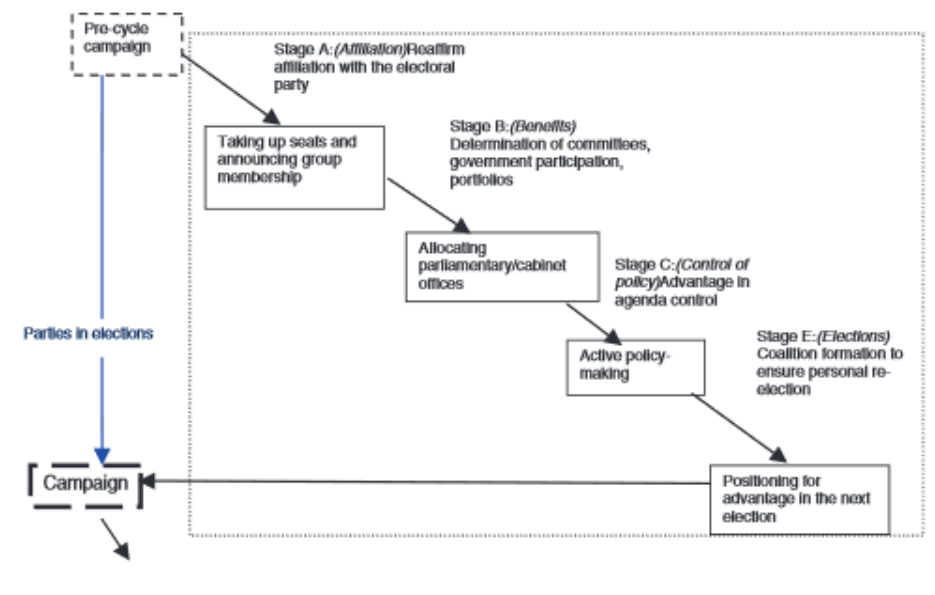 Pre-cycle
campaign
Stage A:(Affiliation)Reaffirm
affiliation with the electoral
party
Taking up seats and
announcing group
membership
Stage B:(Benefits)
Determination of committees,
government participation,
portfolios
Allocating
parliamentary/cabinet
offices
Stage C:(Control of
policy)Advantage in
agenda control
Parties in elections
Active policy-
making
Stage E:(Elections)
Coalition formation to
ensure personal re-
election
Campaign
Positioning for
advantage in the next
election